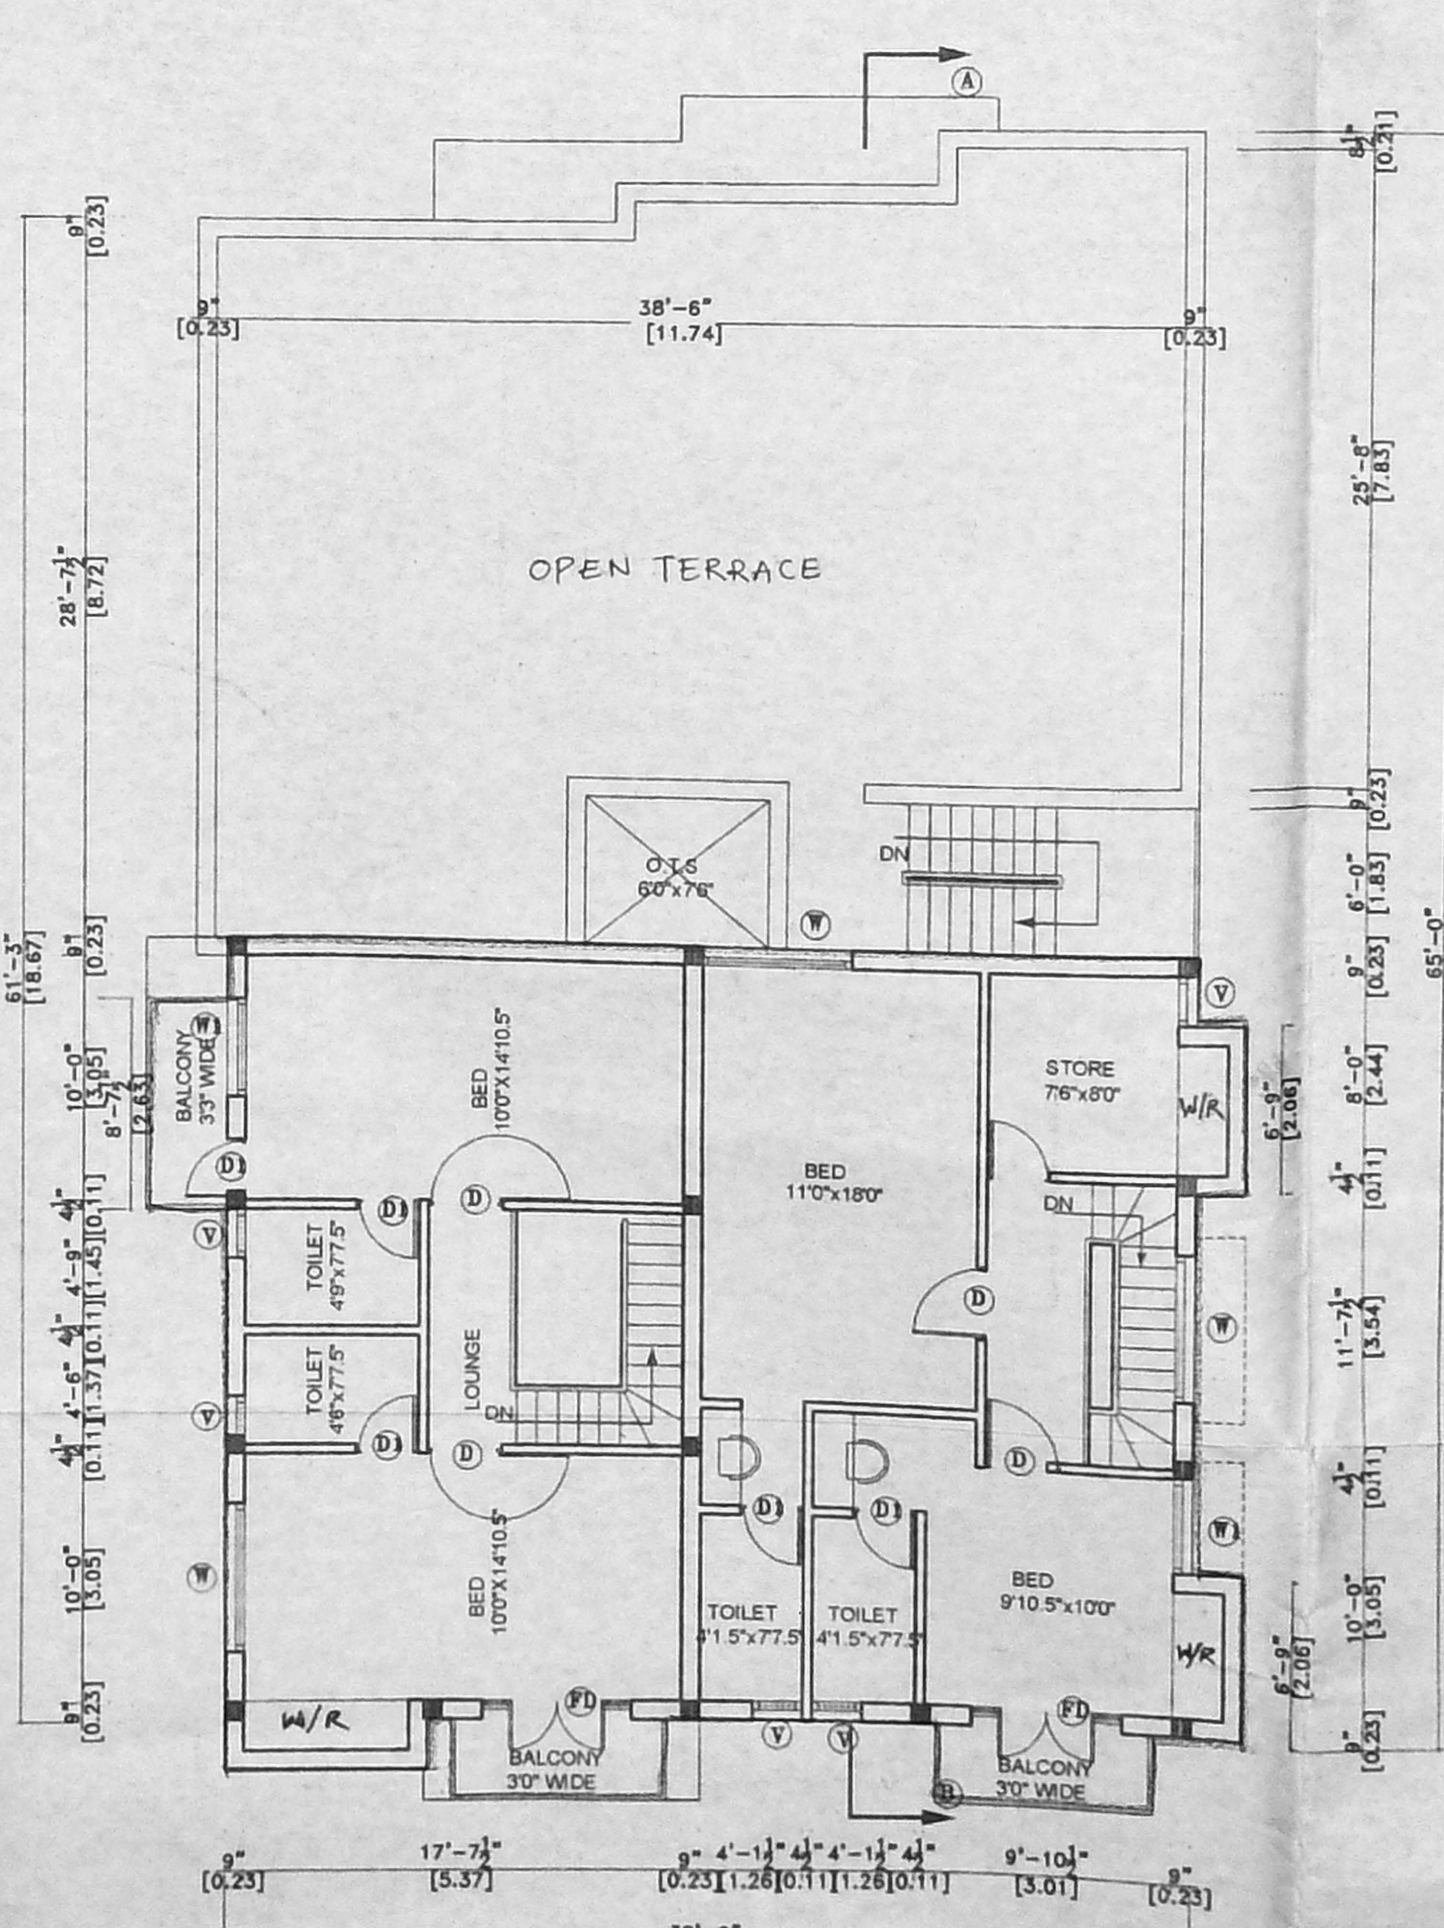 A
8½"
[0.21]
9"
[0.23]
9"
[0.23]
38'-6"
[11.74]
9"
[0.23]
25'-8"
[7.83]
28'-7½"
[8.72]
OPEN TERRACE
9"
[0.23]
O.T.S
6'0"x7'6"
DN
6'-0"
[1.83]
W
61'-3"
[18.67]
9"
[0.23]
9"
[0.23]
65'-0"
V
BALCONY
3'3" WIDE
W1
10'-0"
[3.05]
8'-7½"
[2.63]
BED
10'0"X14'10.5"
STORE
7'6"x8'0"
W/R
6'-9"
[2.06]
8'-0"
[2.44]
D1
BED
11'0"x18'0"
4½"
[0.11]
D1
D
DN
4½"
[0.11]
V
TOILET
4'9"x7'7.5"
4'-9"
[1.45]
D
W
11'-7½"
[3.54]
4½"
[0.11]
LOUNGE
TOILET
4'6"x7'7.5"
4'-6"
[1.37]
V
DN
D1
D
D
4½"
[0.11]
4½"
[0.11]
D1
D1
W1
BED
10'0"X14'10.5"
W
10'-0"
[3.05]
BED
9'10.5"x10'0"
10'-0"
[3.05]
TOILET
4'1.5"x7'7.5"
TOILET
4'1.5"x7'7.5"
W/R
6'-9"
[2.06]
9"
[0.23]
W/R
FD
FD
V
V
9"
[0.23]
BALCONY
3'0" WIDE
BALCONY
3'0" WIDE
B
9"
[0.23]
17'-7½"
[5.37]
9"
[0.23]
4'-1½"
[1.26]
4½"
[0.11]
4'-1½"
[1.26]
4½"
[0.11]
9'-10½"
[3.01]
9"
[0.23]